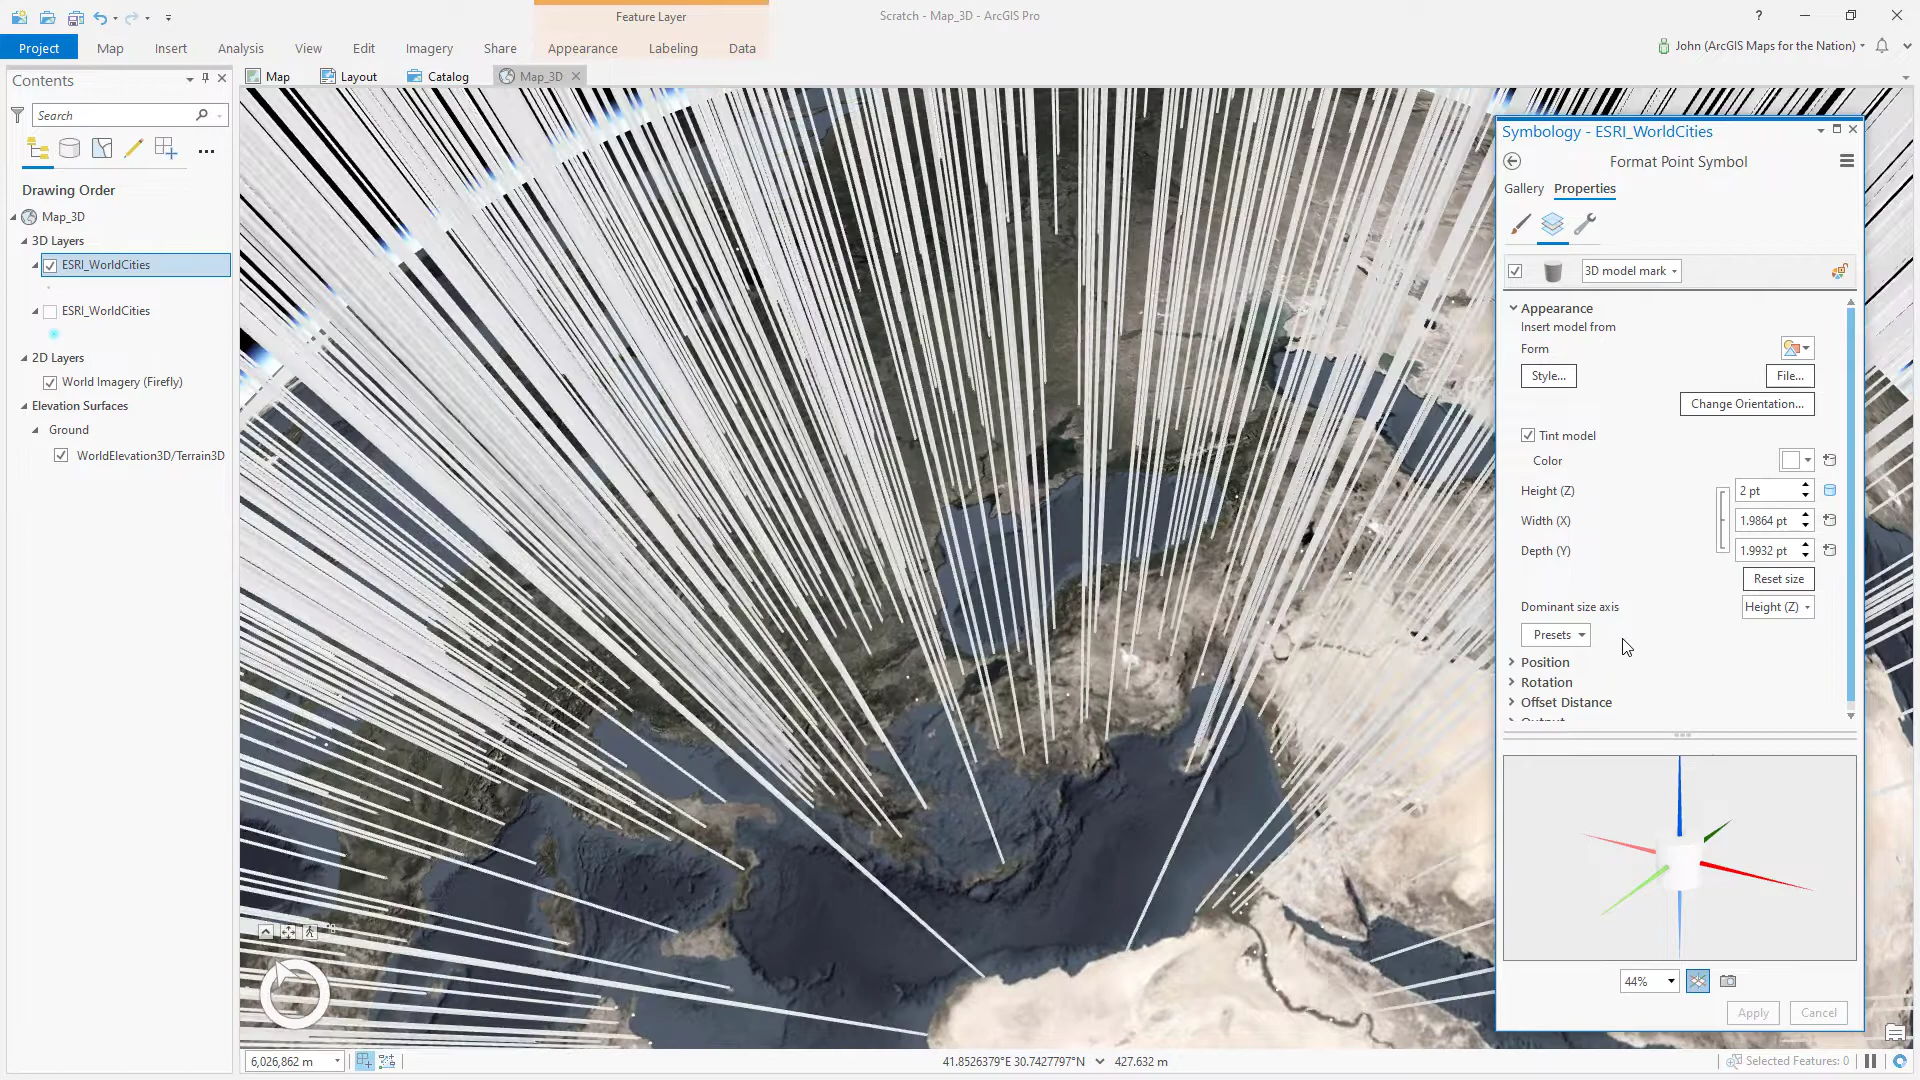 Feature Layer
Scratch - Map_3D - ArcGIS Pro
?
Project
Map
Insert
Analysis
View
Edit
Imagery
Share
Appearance
Labeling
Data
John (ArcGIS Maps for the Nation)
Contents
Map
Layout
Catalog
Map_3D
Search
Drawing Order
Map_3D
3D Layers
ESRI_WorldCities
ESRI_WorldCities
2D Layers
World Imagery (Firefly)
Elevation Surfaces
Ground
WorldElevation3D/Terrain3D
Symbology - ESRI_WorldCities
Format Point Symbol
Gallery
Properties
3D model mark
Appearance
Insert model from
Form
Style...
File...
Change Orientation...
Tint model
Color
Height (Z)
2 pt
Width (X)
1.9864 pt
Depth (Y)
1.9932 pt
Reset size
Dominant size axis
Height (Z)
Presets
Position
Rotation
Offset Distance
44%
Apply
Cancel
6,026,862 m
41.8526379°E 30.7427797°N
427.632 m
Selected Features: 0